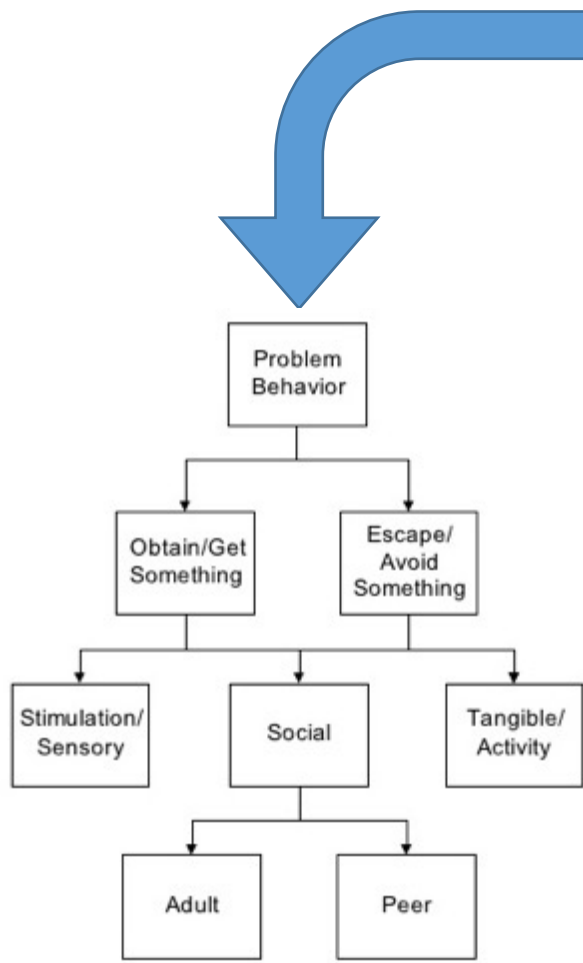 Problem
Behavior
Obtain/Get
Something
Escape/
Avoid
Something
Stimulation/
Sensory
Social
Tangible/
Activity
Adult
Peer